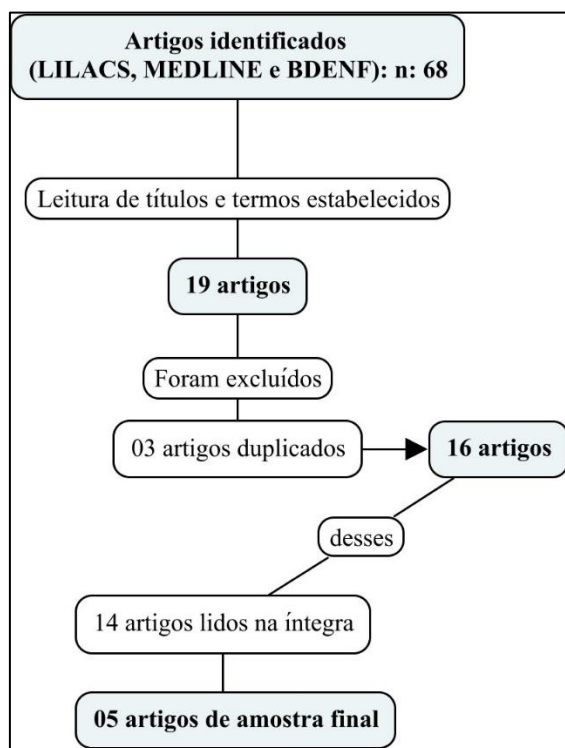 Artigos identificados
(LILACS, MEDLINE e BDENF): n: 68
Leitura de títulos e termos estabelecidos
19 artigos
Foram excluídos
03 artigos duplicados
16 artigos
desses
14 artigos lidos na íntegra
05 artigos de amostra final